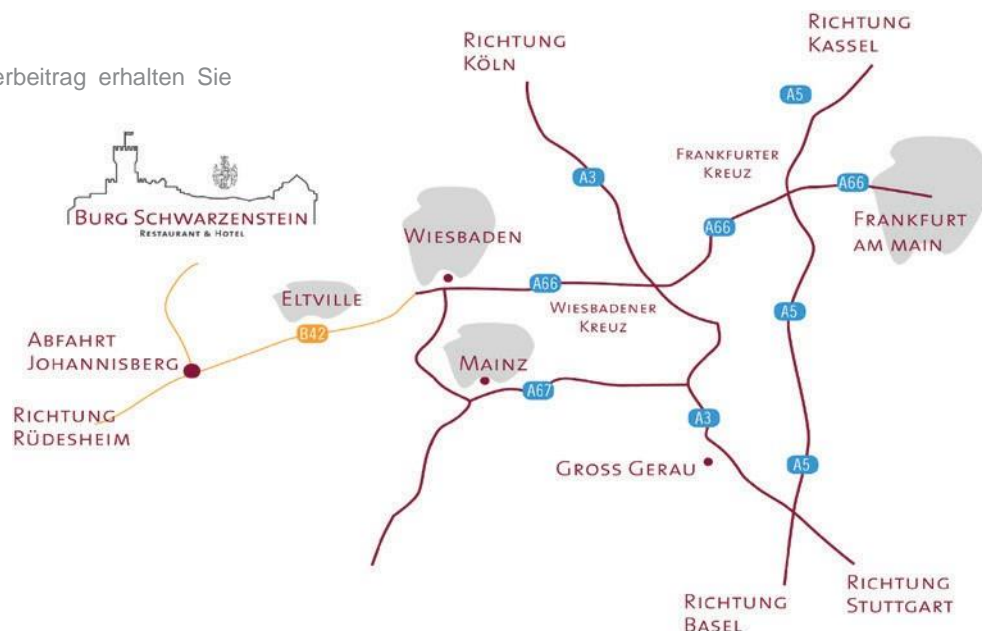 erbeitrag erhalten Sie
BURG SCHWARZENSTEIN
RESTAURANT & HOTEL
RICHTUNG
KÖLN
RICHTUNG
KASSEL
A5
A3
FRANKFURTER
KREUZ
A66
A66
FRANKFURT
AM MAIN
WIESBADEN
A66
WIESBADENER
KREUZ
ELTVILLE
B42
A5
ABFAHRT
JOHANNISBERG
MAINZ
A67
RICHTUNG
RÜDESHEIM
A3
GROSS GERAU
A5
RICHTUNG
BASEL
RICHTUNG
STUTTGART